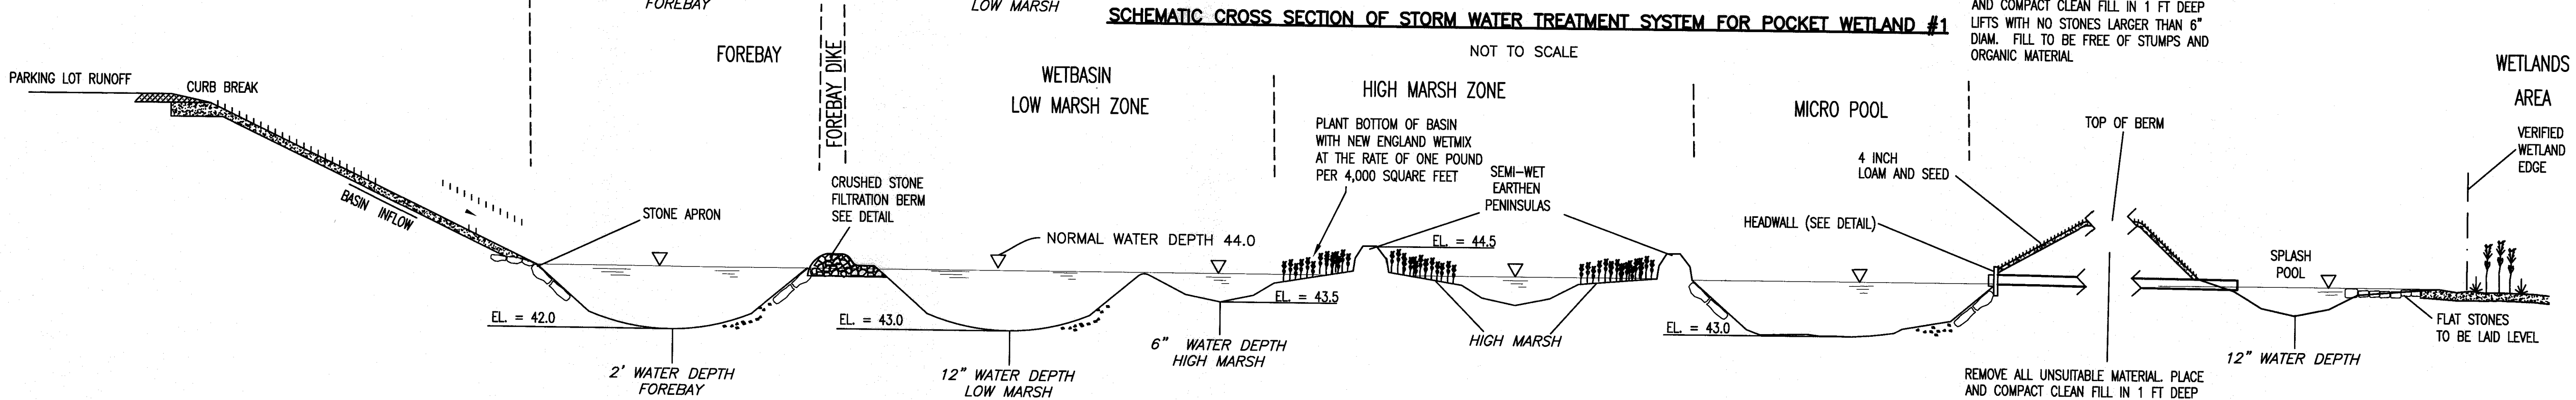 FOREBAY
LOW MARSH
SCHEMATIC CROSS SECTION OF STORM WATER TREATMENT SYSTEM FOR POCKET WETLAND #1
NOT TO SCALE
AND COMPACT CLEAN FILL IN 1 FT DEEP
LIFTS WITH NO STONES LARGER THAN 6"
DIAM. FILL TO BE FREE OF STUMPS AND
ORGANIC MATERIAL
PARKING LOT RUNOFF
CURB BREAK
BASIN INFLOW
FOREBAY
FOREBAY DIKE
WETBASIN
LOW MARSH ZONE
HIGH MARSH ZONE
MICRO POOL
WETLANDS
AREA
STONE APRON
CRUSHED STONE
FILTRATION BERM
SEE DETAIL
NORMAL WATER DEPTH 44.0
PLANT BOTTOM OF BASIN
WITH NEW ENGLAND WETMIX
AT THE RATE OF ONE POUND
PER 4,000 SQUARE FEET
SEMI-WET
EARTHEN
PENINSULAS
4 INCH
LOAM AND SEED
HEADWALL (SEE DETAIL)
TOP OF BERM
VERIFIED
WETLAND
EDGE
SPLASH
POOL
EL. = 44.5
EL. = 43.5
EL. = 42.0
EL. = 43.0
EL. = 43.0
2' WATER DEPTH
FOREBAY
12" WATER DEPTH
LOW MARSH
6" WATER DEPTH
HIGH MARSH
HIGH MARSH
FLAT STONES
TO BE LAID LEVEL
12" WATER DEPTH
REMOVE ALL UNSUITABLE MATERIAL. PLACE
AND COMPACT CLEAN FILL IN 1 FT DEEP